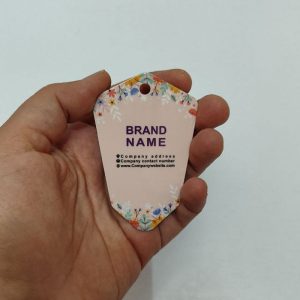 BRAND
NAME
Company address
Company contact number
www.Companywebsite.com